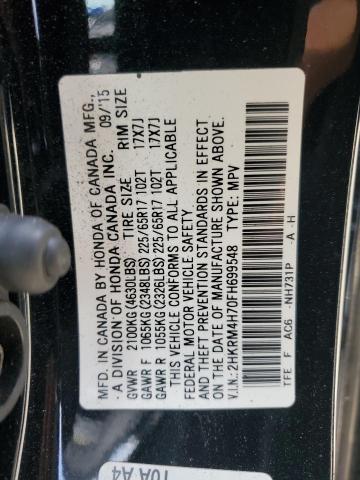 MFD. IN CANADA BY HONDA OF CANADA MFG.,
A DIVISION OF HONDA CANADA INC. 09/'15
GVWR 2100KG (4630LBS) TIRE SIZE RIM SIZE
GAWR F 1065KG (2348LBS) 225/65R17 102T 17X7J
GAWR R 1055KG (2326LBS) 225/65R17 102T 17X7J
THIS VEHICLE CONFORMS TO ALL APPLICABLE
FEDERAL MOTOR VEHICLE SAFETY
AND THEFT PREVENTION STANDARDS IN EFFECT
ON THE DATE OF MANUFACTURE SHOWN ABOVE.
V.I.N.: 2HKRM4H70FH699548 TYPE: MPV
TFE F AC6 -NH731P -A -H
T0A A4